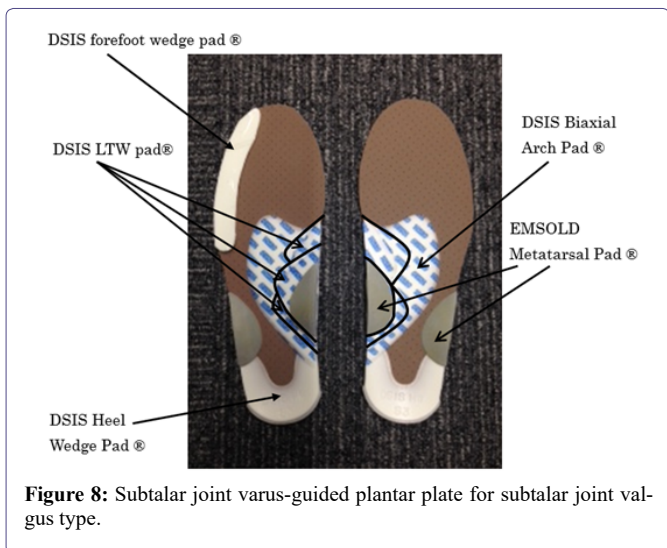 DSIS forefoot wedge pad ®
DSIS LTW pad®
DSIS Biaxial
Arch Pad ®
EMSOLD
Metatarsal Pad ®
DSIS Heel
Wedge Pad ®
Figure 8: Subtalar joint varus-guided plantar plate for subtalar joint val-
gus type.